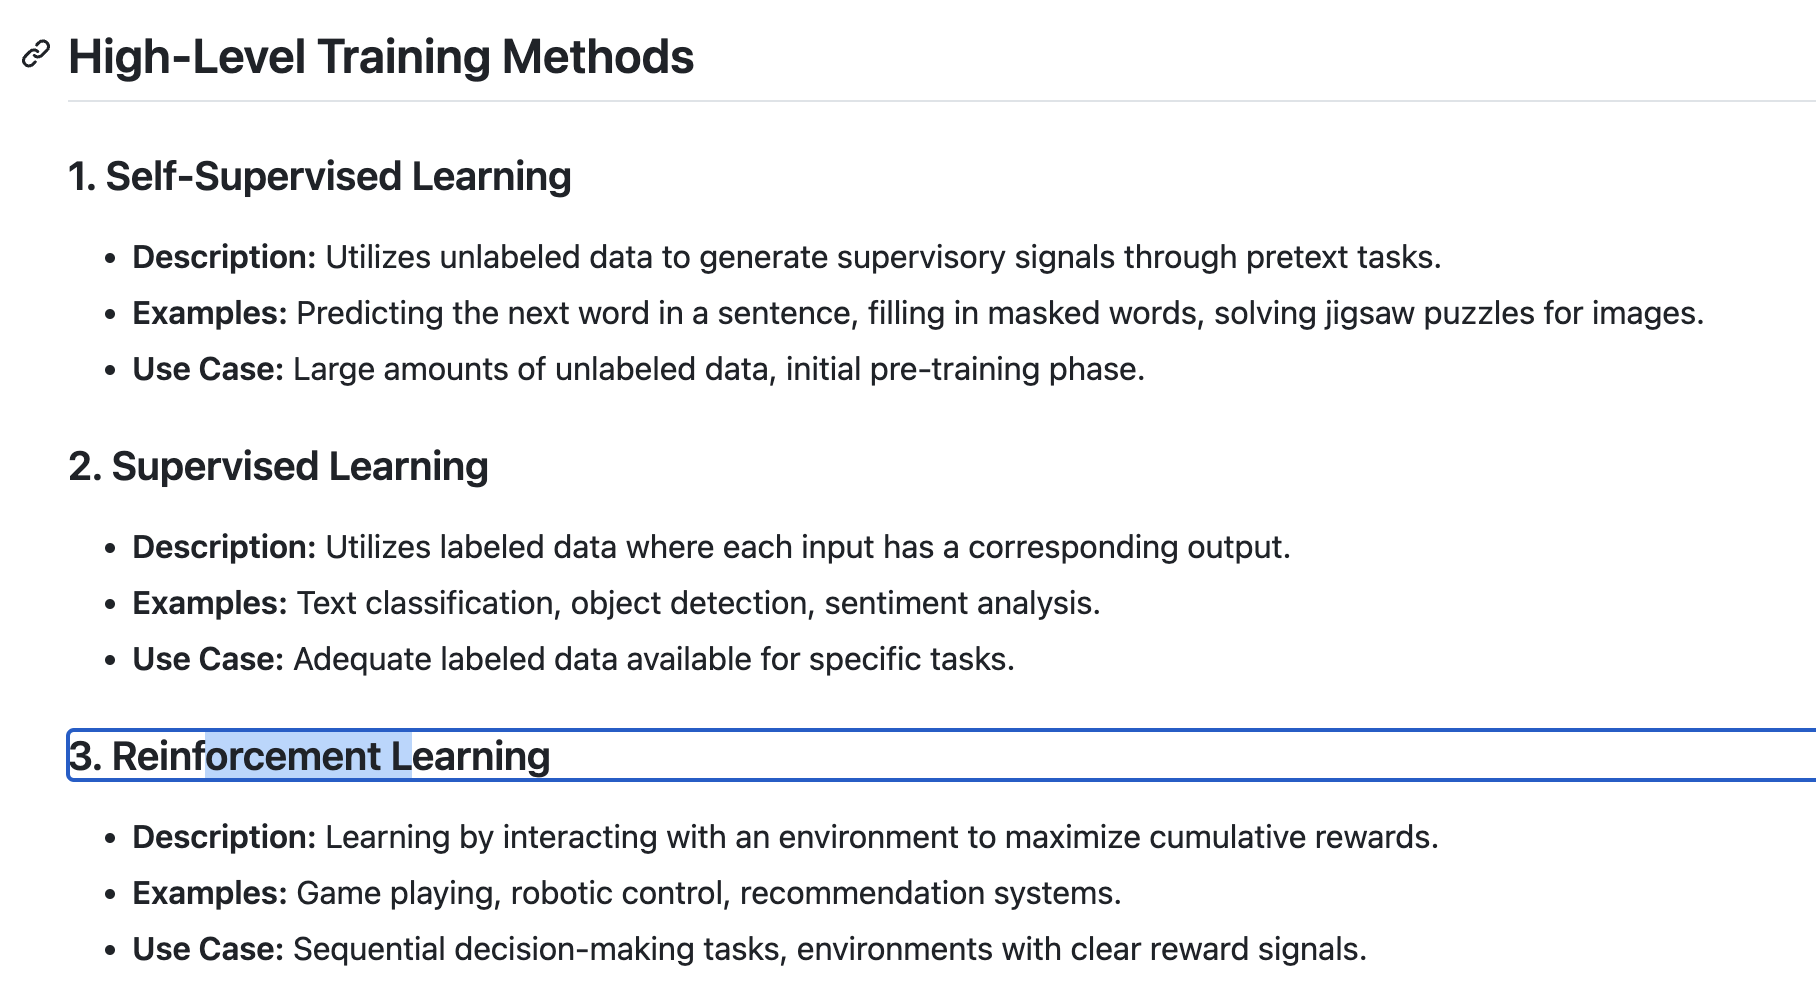 High-Level Training Methods
1. Self-Supervised Learning
• Description: Utilizes unlabeled data to generate supervisory signals through pretext tasks.
• Examples: Predicting the next word in a sentence, filling in masked words, solving jigsaw puzzles for images.
• Use Case: Large amounts of unlabeled data, initial pre-training phase.
2. Supervised Learning
• Description: Utilizes labeled data where each input has a corresponding output.
• Examples: Text classification, object detection, sentiment analysis.
• Use Case: Adequate labeled data available for specific tasks.
3. Reinforcement Learning
• Description: Learning by interacting with an environment to maximize cumulative rewards.
• Examples: Game playing, robotic control, recommendation systems.
• Use Case: Sequential decision-making tasks, environments with clear reward signals.